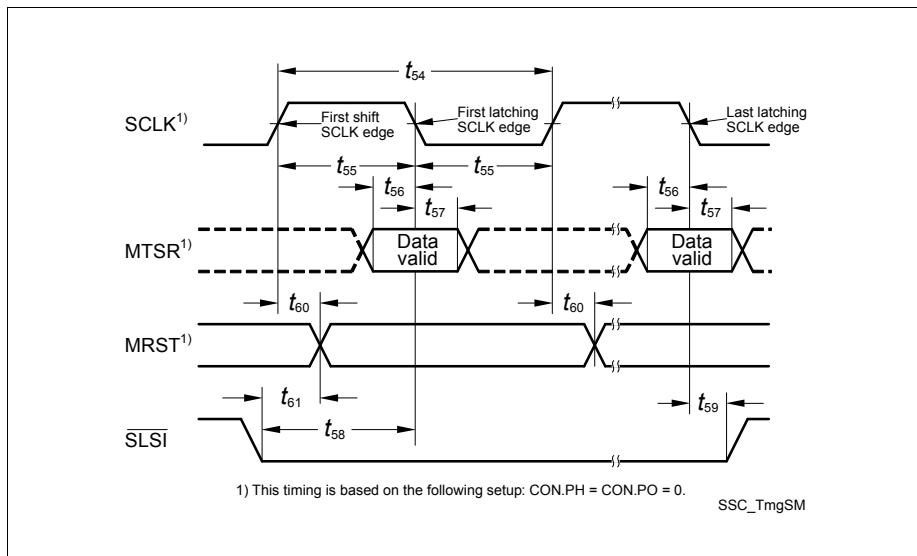 t54
SCLK1)
First shift
SCLK edge
First latching
SCLK edge
Last latching
SCLK edge
t55
t55
t56
t56
t57
t57
MTSR1)
Data
valid
Data
valid
t60
t60
MRST1)
t61
t59
SLSI
t58
1) This timing is based on the following setup: CON.PH = CON.PO = 0.
SSC_TmgSM